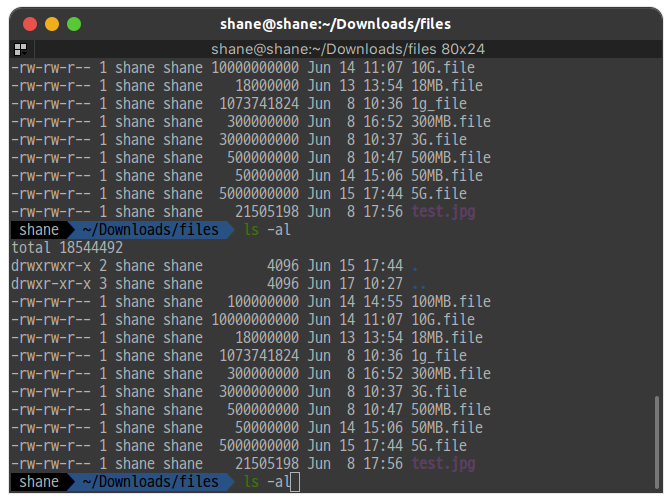 shane@shane:~/Downloads/files
shane@shane:~/Downloads/files 80x24
-rw-rw-r-- 1 shane shane 10000000000 Jun 14 11:07 10G.file
-rw-rw-r-- 1 shane shane    18000000 Jun 13 13:54 18MB.file
-rw-rw-r-- 1 shane shane  1073741824 Jun  8 10:36 1g_file
-rw-rw-r-- 1 shane shane   300000000 Jun  8 16:52 300MB.file
-rw-rw-r-- 1 shane shane  3000000000 Jun  8 10:37 3G.file
-rw-rw-r-- 1 shane shane   500000000 Jun  8 10:47 500MB.file
-rw-rw-r-- 1 shane shane    50000000 Jun 14 15:06 50MB.file
-rw-rw-r-- 1 shane shane  5000000000 Jun 15 17:44 5G.file
-rw-rw-r-- 1 shane shane    21505198 Jun  8 17:56 test.jpg
shane ~/Downloads/files ls -al
total 18544492
drwxrwxr-x 2 shane shane        4096 Jun 15 17:44 .
drwxr-xr-x 3 shane shane        4096 Jun 17 10:27 ..
-rw-rw-r-- 1 shane shane   100000000 Jun 14 14:55 100MB.file
-rw-rw-r-- 1 shane shane 10000000000 Jun 14 11:07 10G.file
-rw-rw-r-- 1 shane shane    18000000 Jun 13 13:54 18MB.file
-rw-rw-r-- 1 shane shane  1073741824 Jun  8 10:36 1g_file
-rw-rw-r-- 1 shane shane   300000000 Jun  8 16:52 300MB.file
-rw-rw-r-- 1 shane shane  3000000000 Jun  8 10:37 3G.file
-rw-rw-r-- 1 shane shane   500000000 Jun  8 10:47 500MB.file
-rw-rw-r-- 1 shane shane    50000000 Jun 14 15:06 50MB.file
-rw-rw-r-- 1 shane shane  5000000000 Jun 15 17:44 5G.file
-rw-rw-r-- 1 shane shane    21505198 Jun  8 17:56 test.jpg
shane ~/Downloads/files ls -al